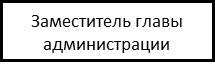 Заместитель главы
администрации